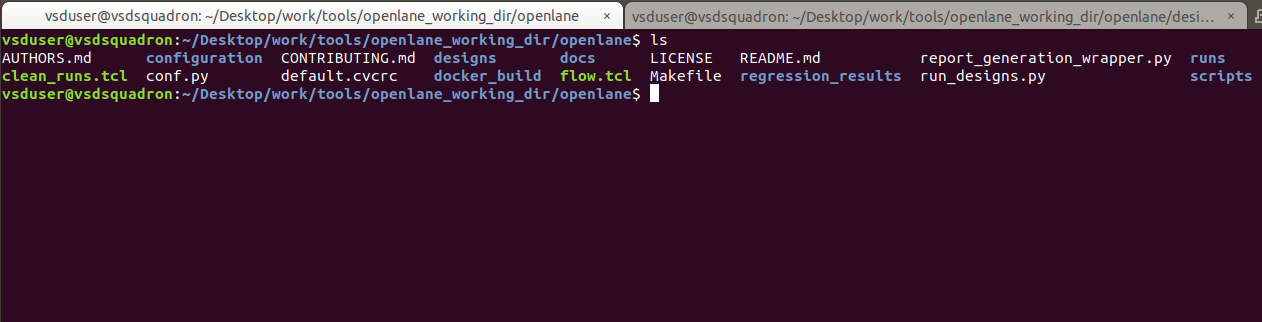 vsduser@vsdsquadron: ~/Desktop/work/tools/openlane_working_dir/openlane × vsduser@vsdsquadron: ~/Desktop/work/tools/openlane_working_dir/openlane/desi… ×
vsduser@vsdsquadron:~/Desktop/work/tools/openlane_working_dir/openlane$ ls
AUTHORS.md configuration CONTRIBUTING.md designs docs LICENSE README.md report_generation_wrapper.py runs
clean_runs.tcl conf.py default.cvcrc docker_build flow.tcl Makefile regression_results run_designs.py scripts
vsduser@vsdsquadron:~/Desktop/work/tools/openlane_working_dir/openlane$